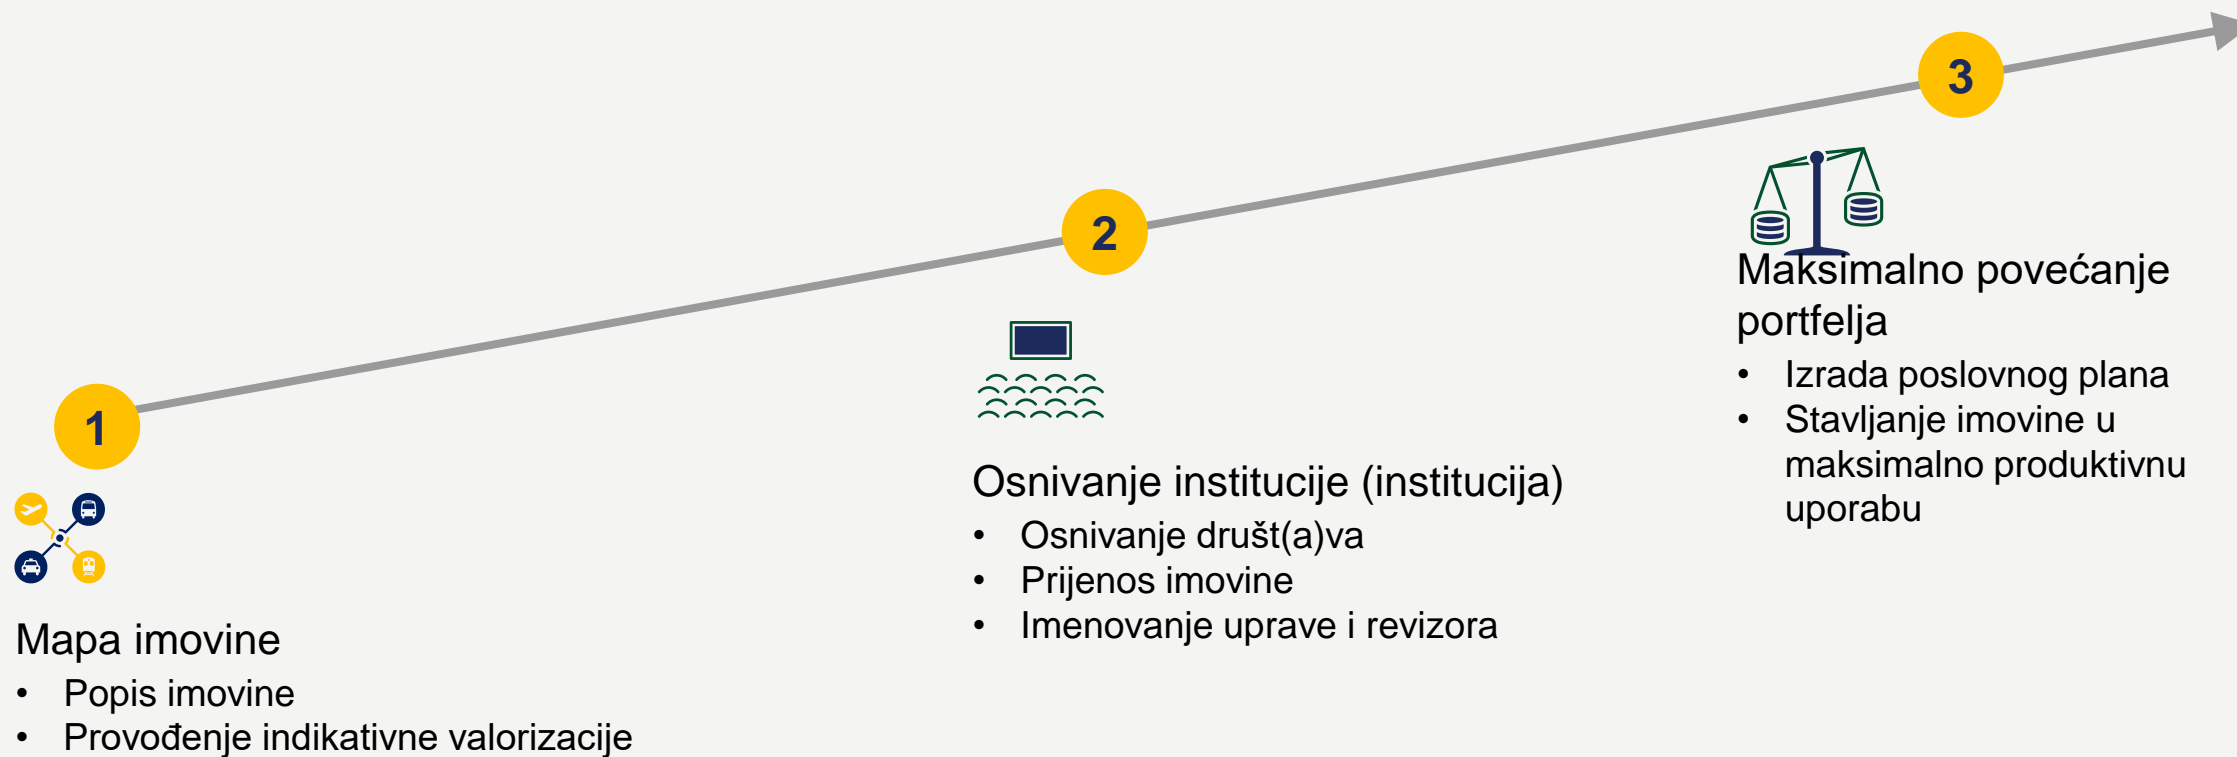 1
Mapa imovine
• Popis imovine
• Provođenje indikativne valorizacije
2
Osnivanje institucije (institucija)
• Osnivanje društ(a)va
• Prijenos imovine
• Imenovanje uprave i revizora
3
Maksimalno povećanje
portfelja
• Izrada poslovnog plana
• Stavljanje imovine u
maksimalno produktivnu
uporabu